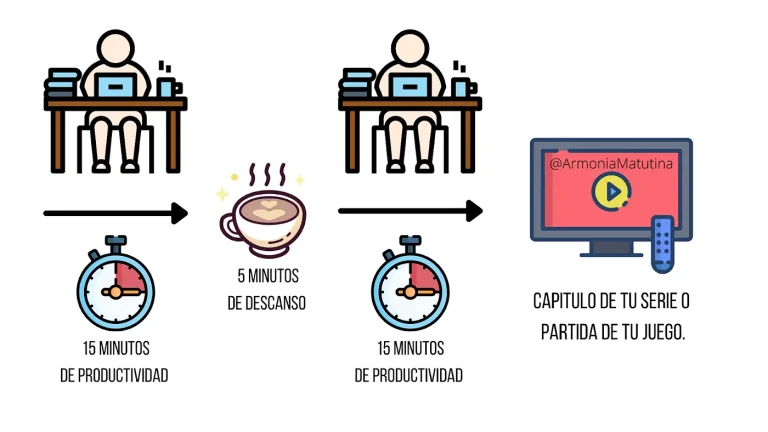 @ArmoniaMatutina
5 MINUTOS
DE DESCANSO
CAPITULO DE TU SERIE O
PARTIDA DE TU JUEGO.
15 MINUTOS
DE PRODUCTIVIDAD
15 MINUTOS
DE PRODUCTIVIDAD